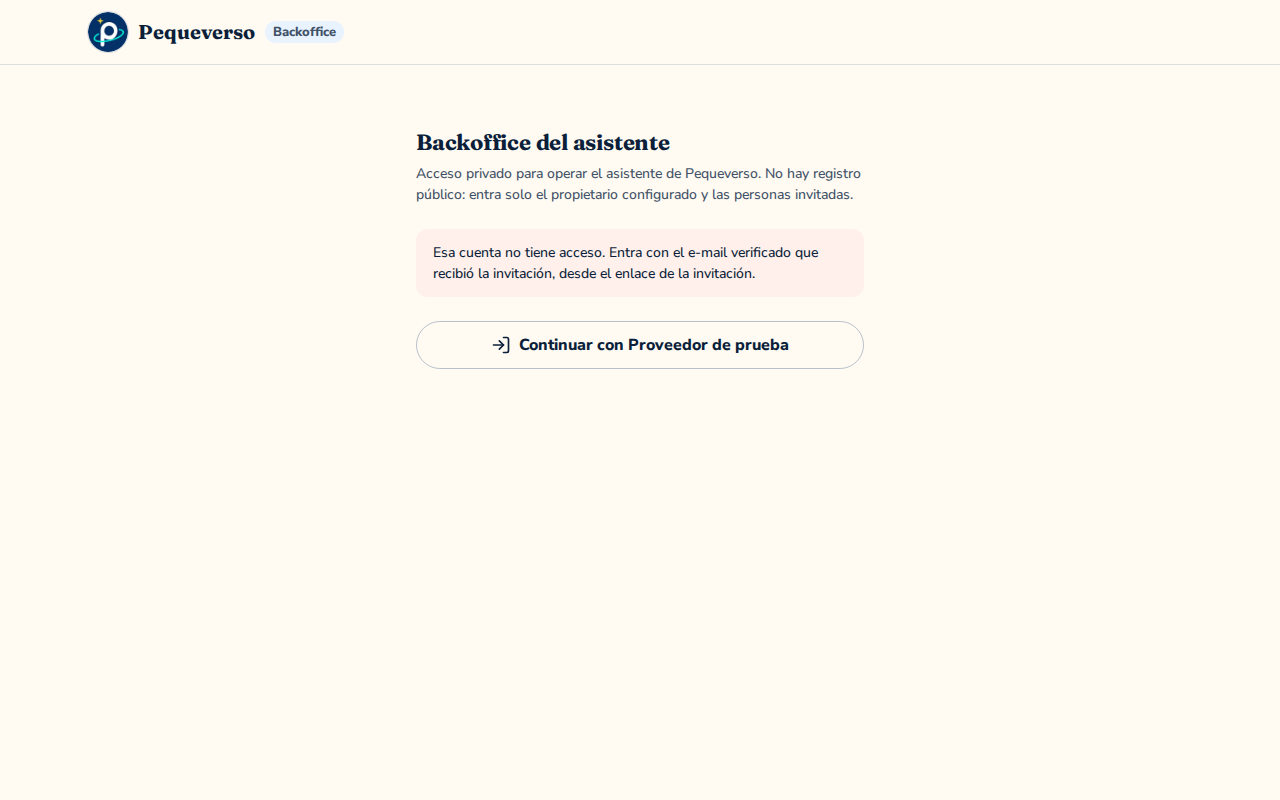 Pequeverso Backoffice
Backoffice del asistente
Acceso privado para operar el asistente de Pequeverso. No hay registro
público: entra solo el propietario configurado y las personas invitadas.
Esa cuenta no tiene acceso. Entra con el e-mail verificado que
recibió la invitación, desde el enlace de la invitación.
Continuar con Proveedor de prueba